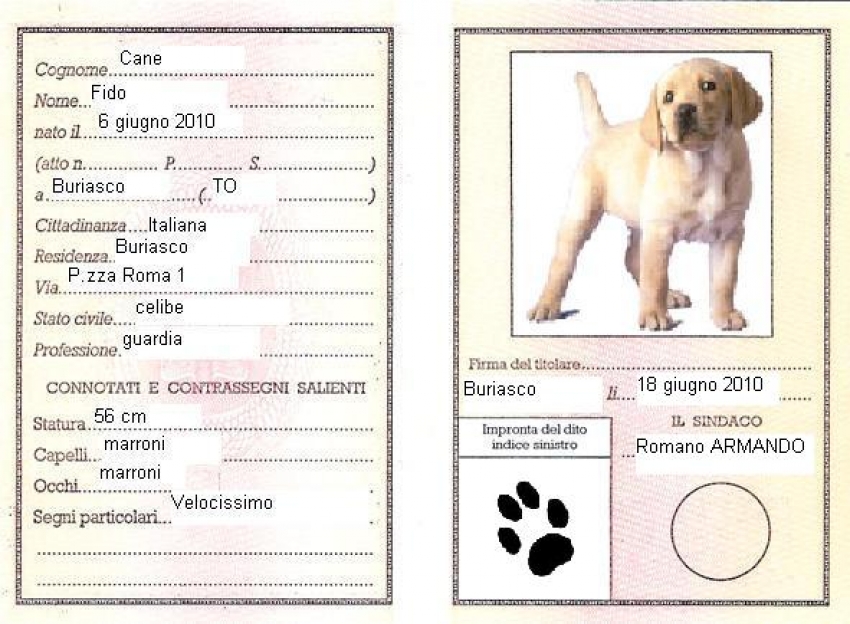 Cognome Cane
Nome Fido
nato il 6 giugno 2010
(atto n. P. S. )
a Buriasco ( TO )
Cittadinanza Italiana
Residenza Buriasco
Via P.zza Roma 1
Stato civile celibe
Professione guardia
CONNOTATI E CONTRASSEGNI SALIENTI
Statura 56 cm
Capelli marroni
Occhi marroni
Segni particolari Velocissimo
Firma del titolare
Buriasco li 18 giugno 2010
IL SINDACO
Romano ARMANDO
Impronta del dito
indice sinistro